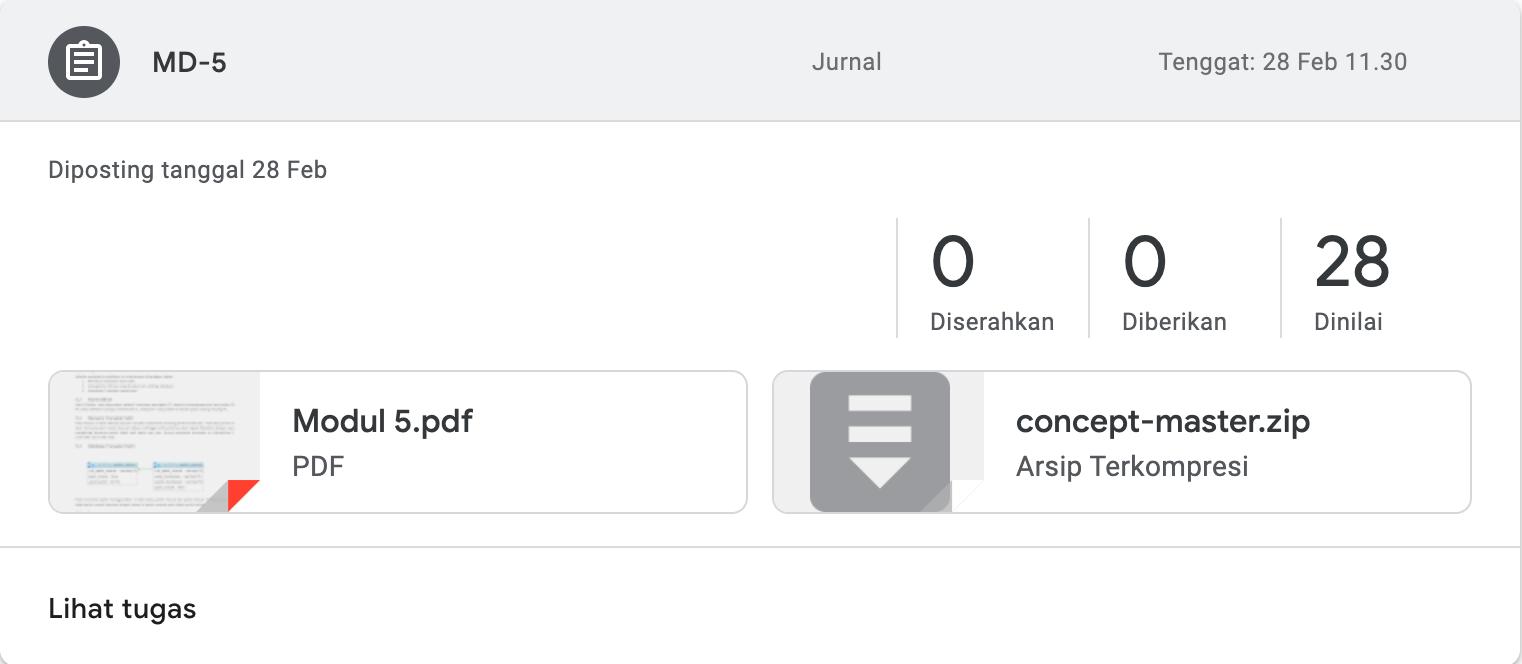 MD-5
Jurnal
Tenggat: 28 Feb 11.30
Diposting tanggal 28 Feb
0
Diserahkan
0
Diberikan
28
Dinilai
Modul 5.pdf
PDF
concept-master.zip
Arsip Terkompresi
Lihat tugas